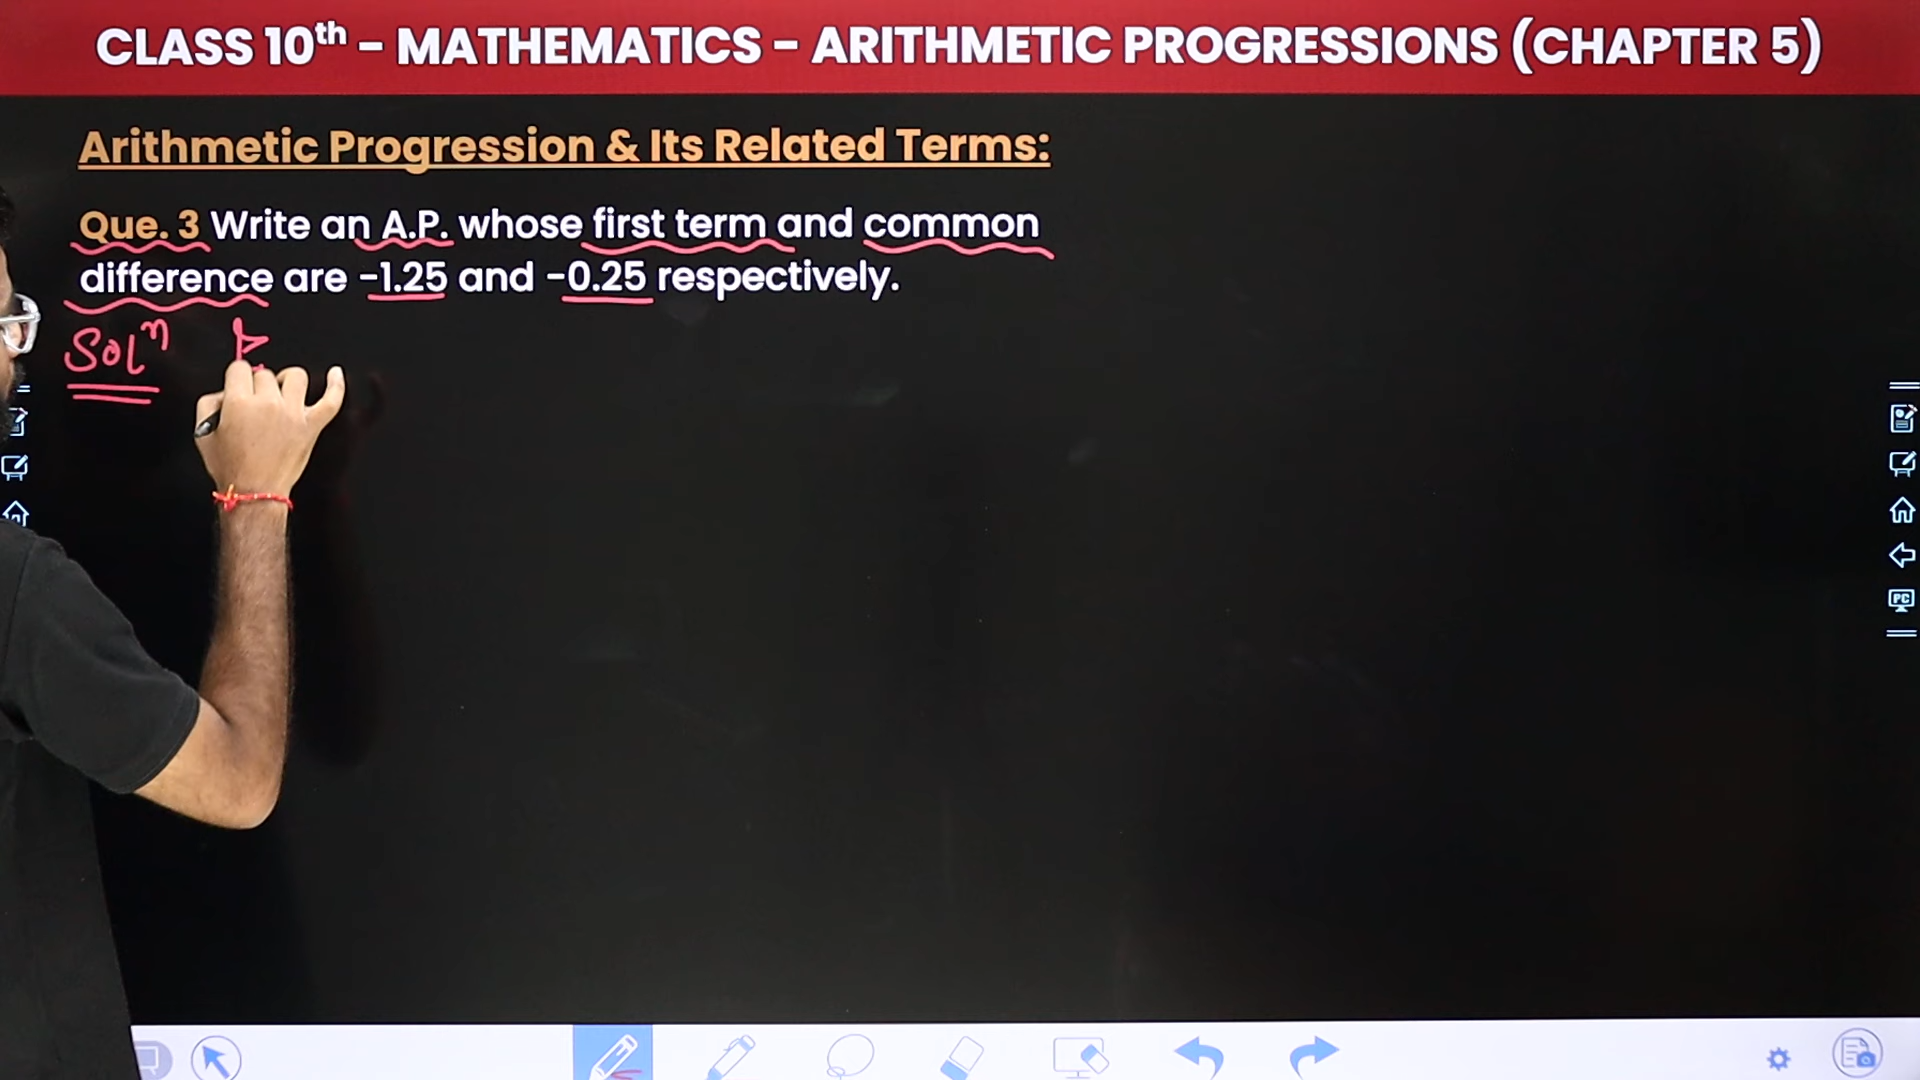 CLASS 10th - MATHEMATICS - ARITHMETIC PROGRESSIONS (CHAPTER 5)
Arithmetic Progression & Its Related Terms:
Que. 3 Write an A.P. whose first term and common
difference are -1.25 and -0.25 respectively.
Solⁿ
PC